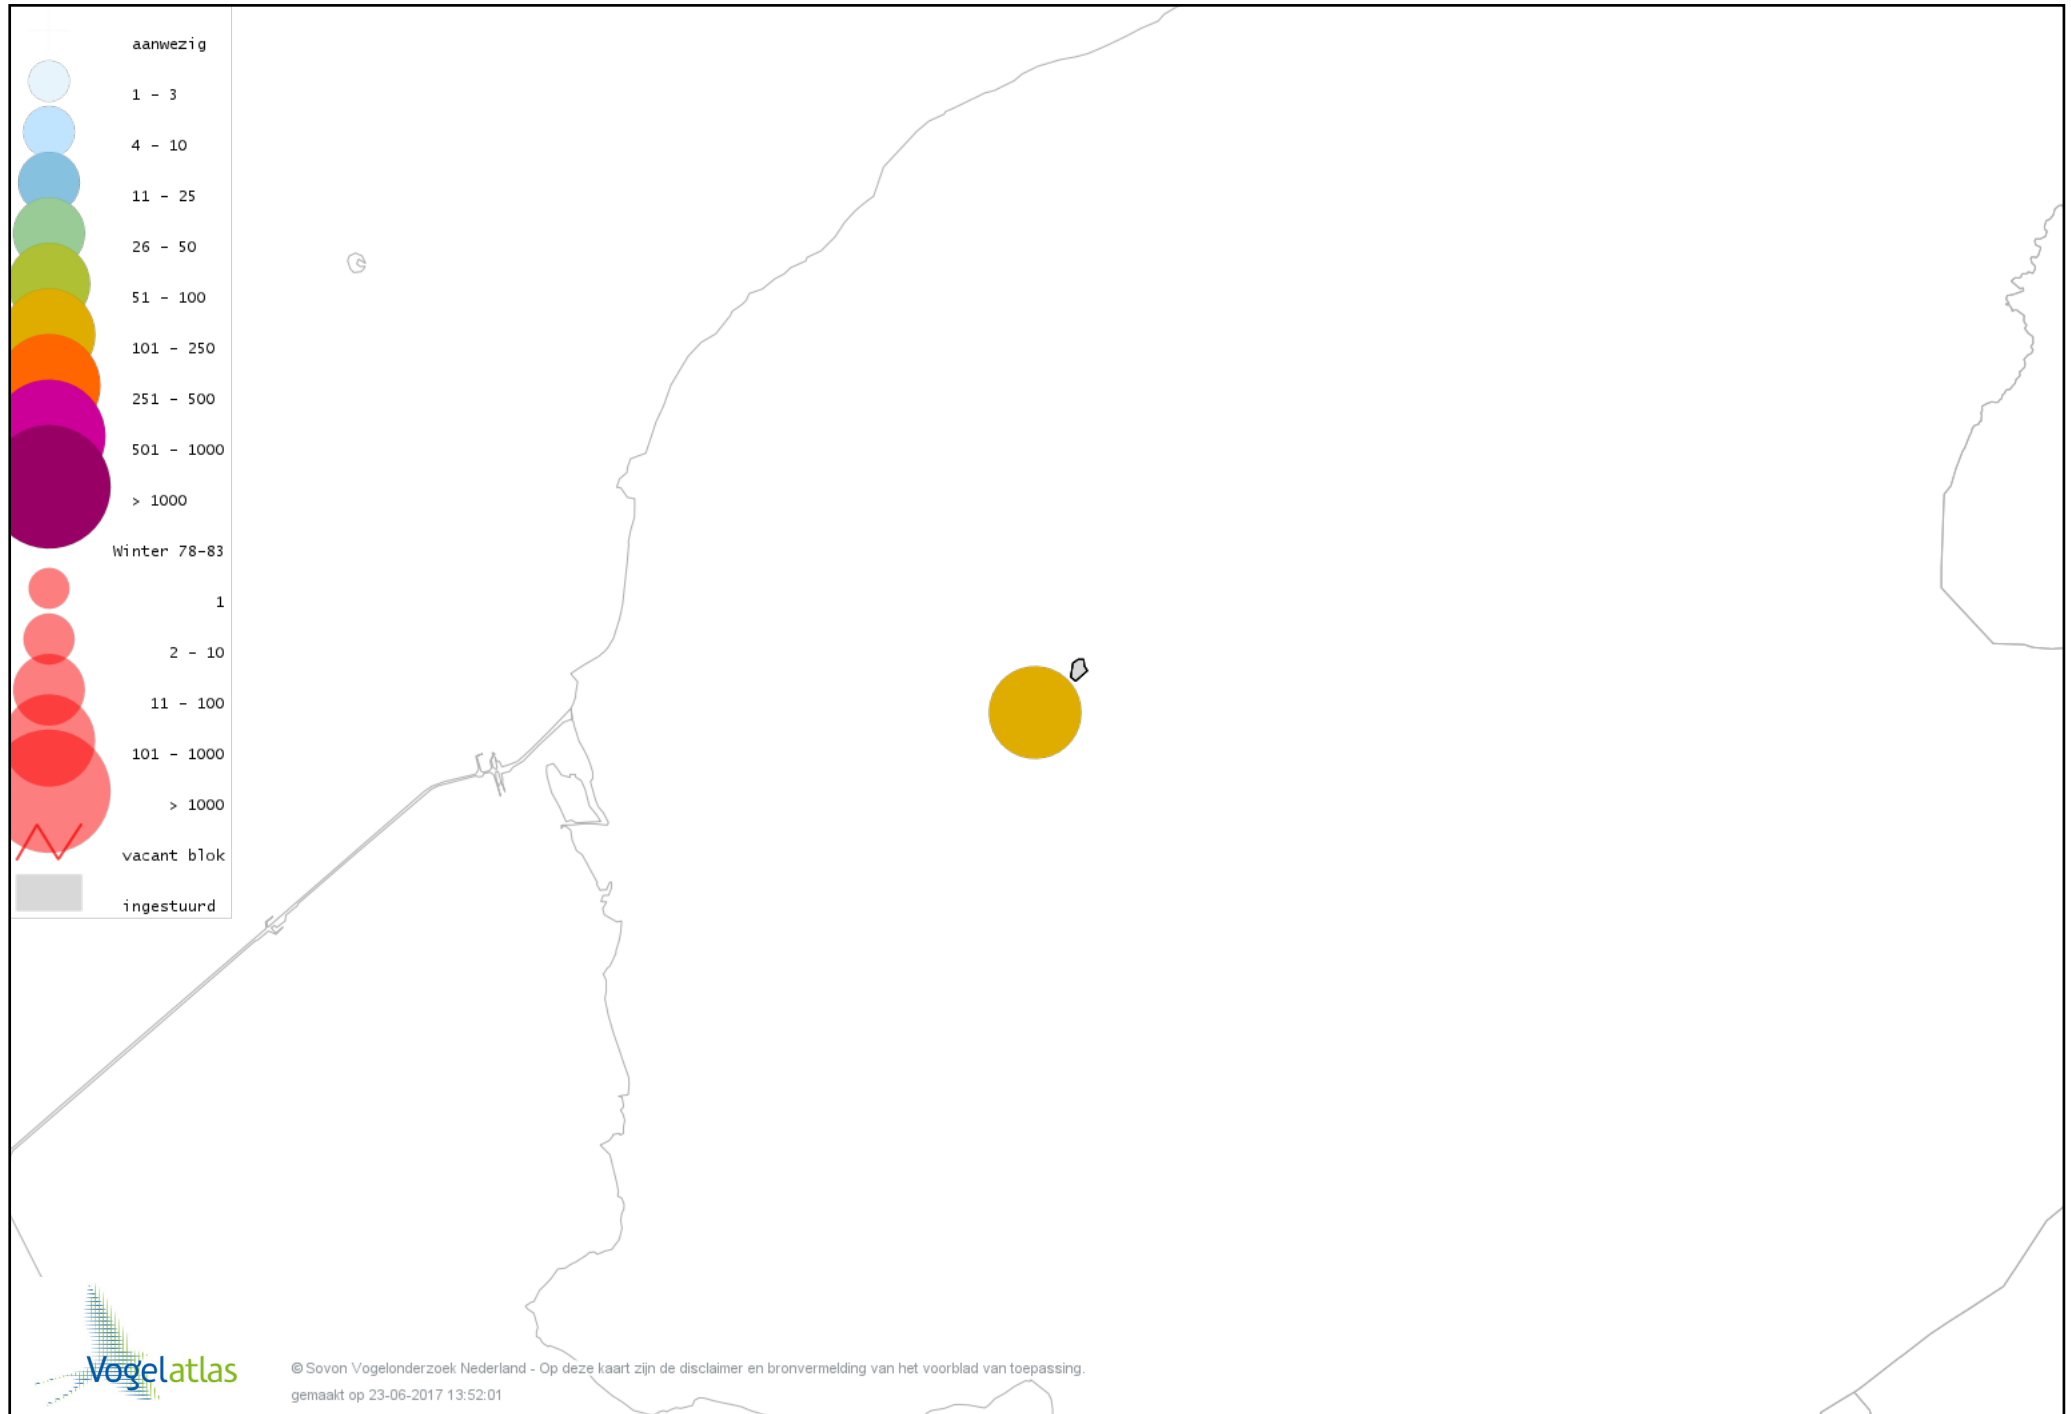 aanwezig
1 - 3
4 - 10
11 - 25
26 - 50
51 - 100
101 - 250
251 - 500
501 - 1000
> 1000
Winter 78-83
1
2 - 10
11 - 100
101 - 1000
> 1000
vacant blok
ingestuurd
Vogelatlas
© Sovon Vogelonderzoek Nederland - Op deze kaart zijn de disclaimer en bronvermelding van het voorblad van toepassing.
gemaakt op 23-06-2017 13:52:01